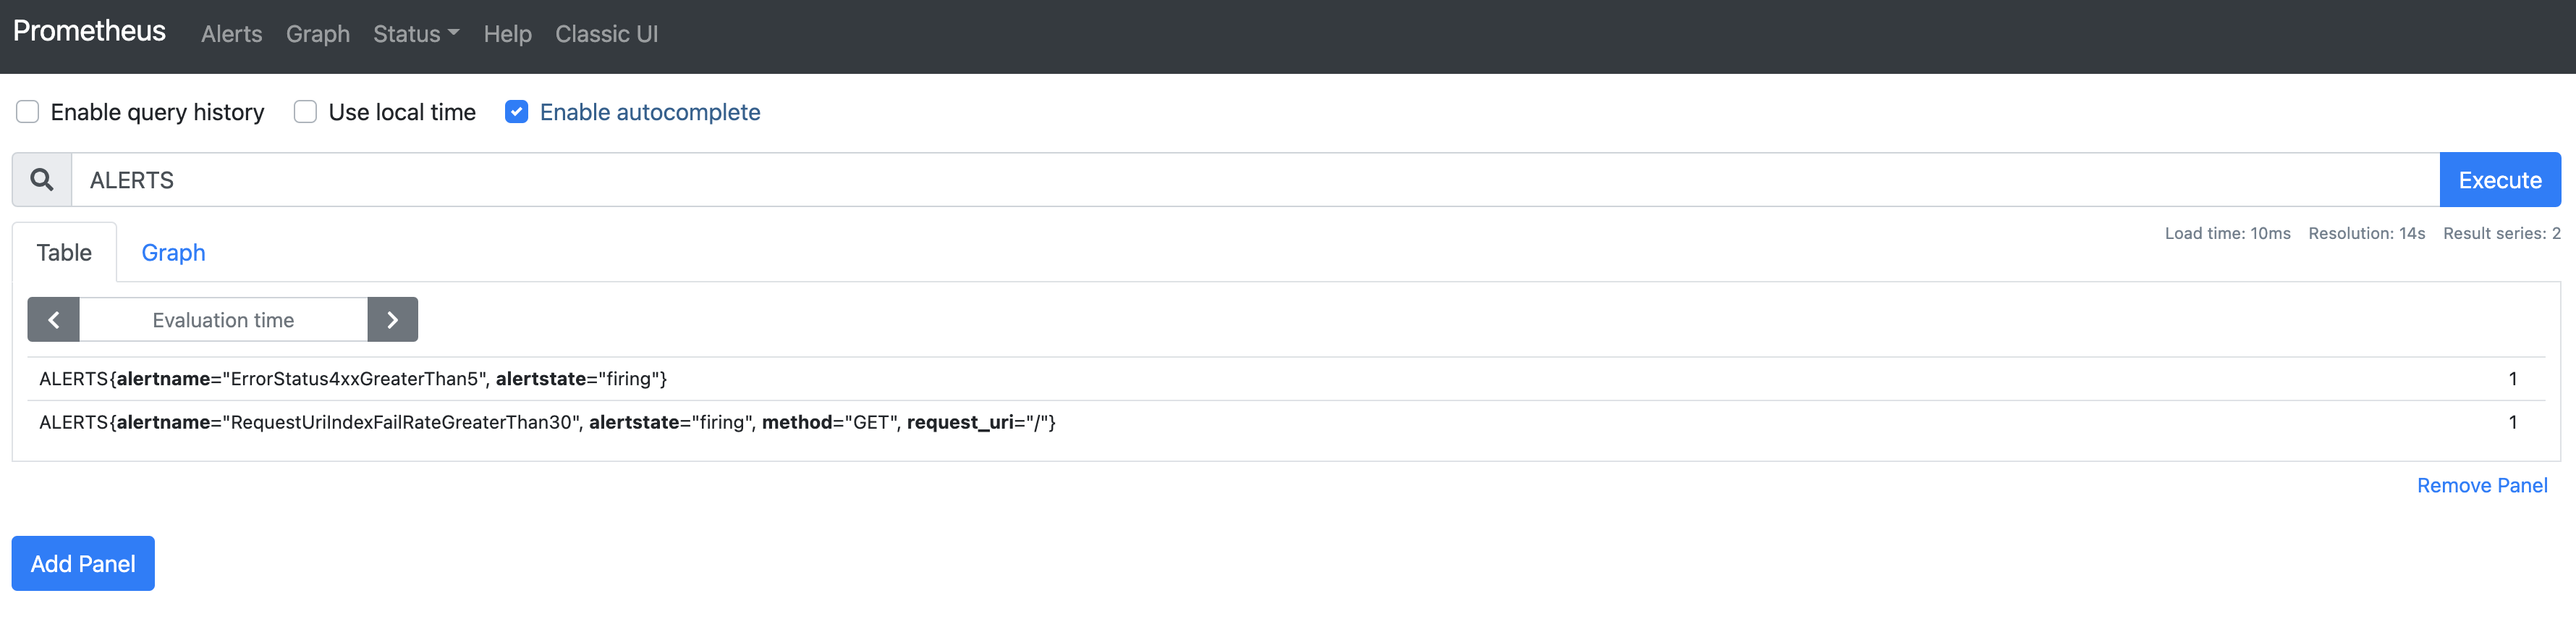 Prometheus Alerts Graph Status Help Classic UI
Enable query history Use local time Enable autocomplete
ALERTS Execute
Table Graph Load time: 10ms Resolution: 14s Result series: 2
Evaluation time
ALERTS{alertname="ErrorStatus4xxGreaterThan5", alertstate="firing"} 1
ALERTS{alertname="RequestUriIndexFailRateGreaterThan30", alertstate="firing", method="GET", request_uri="/"} 1
Remove Panel
Add Panel